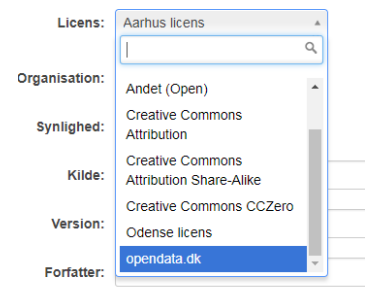 Licens:
Aarhus licens
Organisation:
Andet (Open)
Creative Commons
Attribution
Synlighed:
Creative Commons
Attribution Share-Alike
Kilde:
Creative Commons CCZero
Version:
Odense licens
opendata.dk
Forfatter: